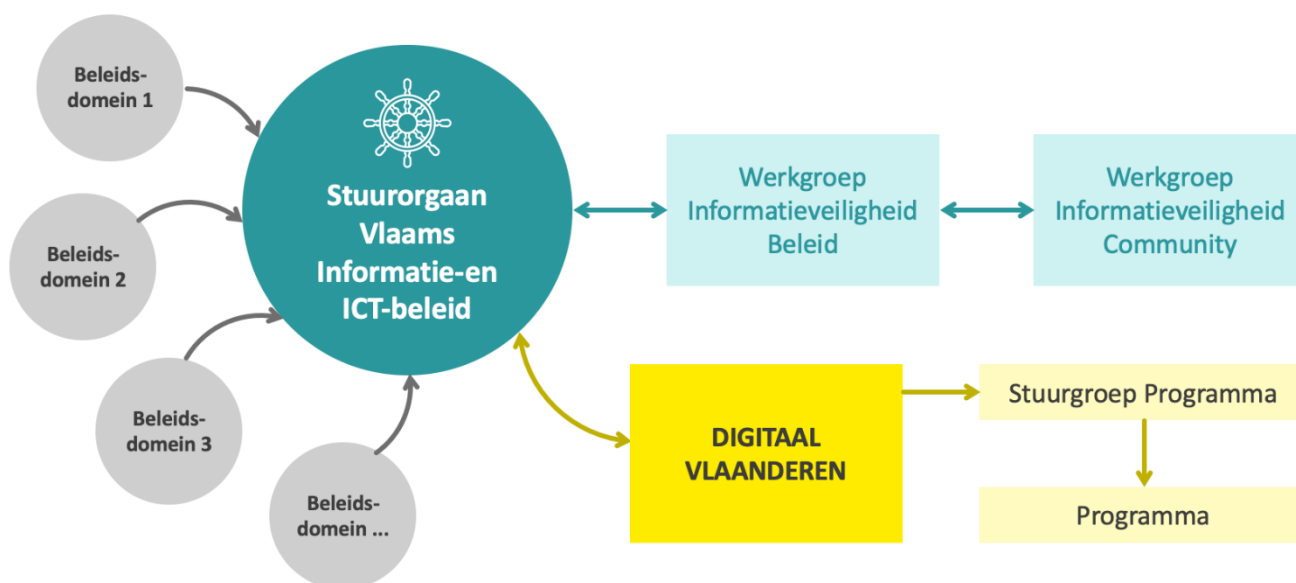 Beleids-
domein 1
Beleids-
domein 2
Beleids-
domein 3
Beleids-
domein ...
Stuurorgaan
Vlaams
Informatie-en
ICT-beleid
Werkgroep
Informatieveiligheid
Beleid
Werkgroep
Informatieveiligheid
Community
DIGITAAL
VLAANDEREN
Stuurgroep Programma
Programma